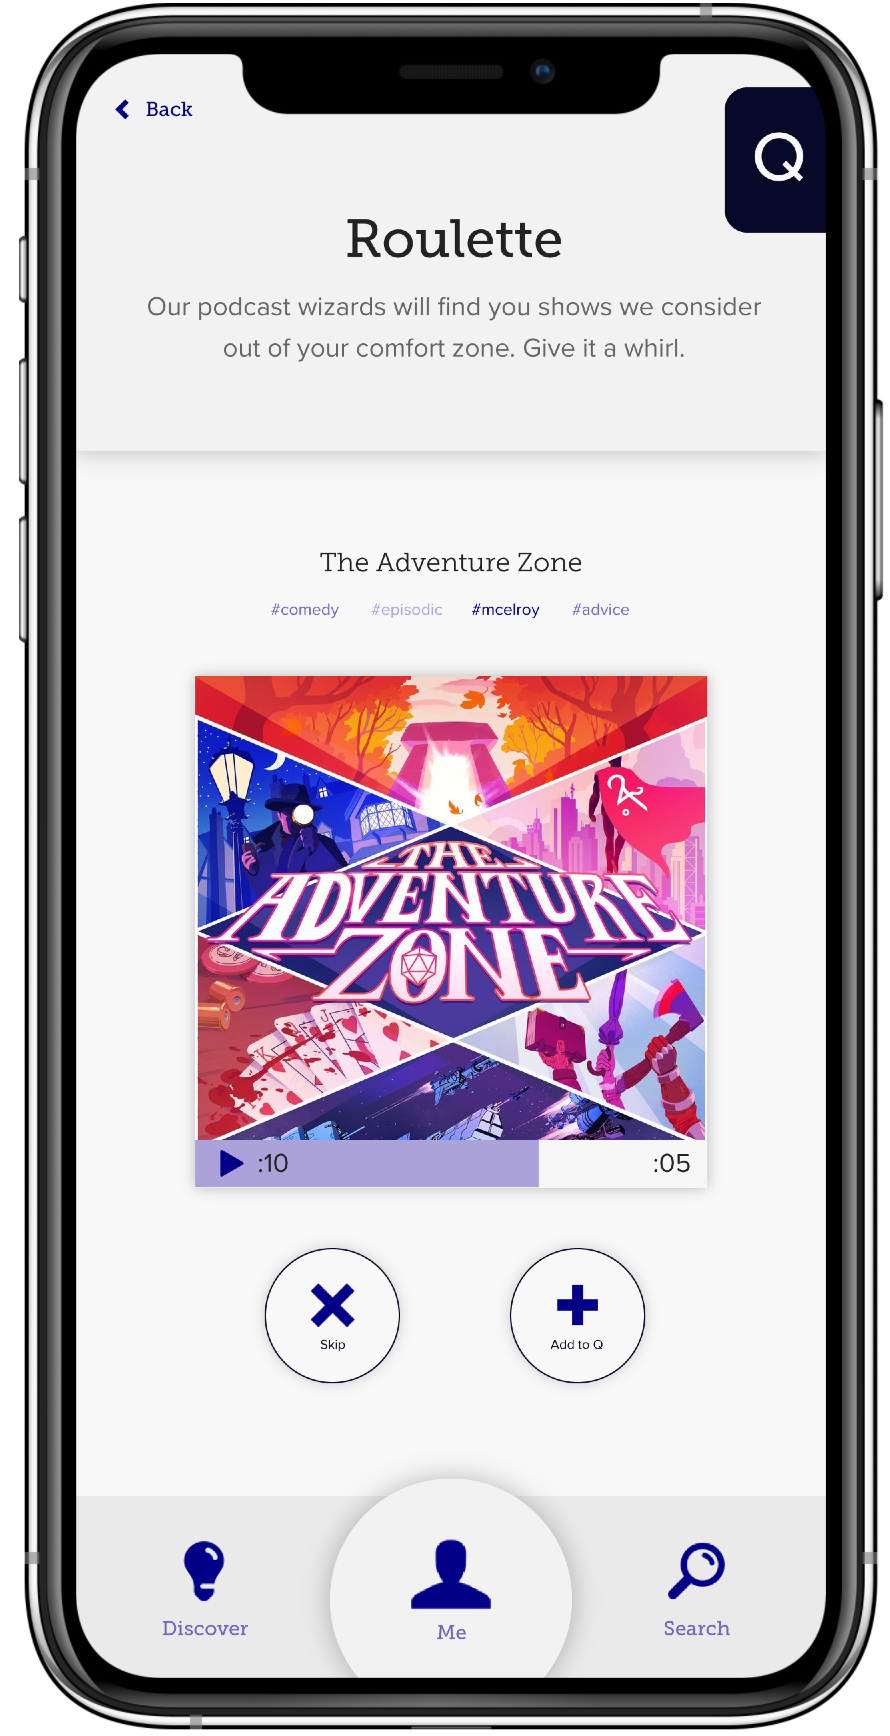 Back
Q
Roulette
Our podcast wizards will find you shows we consider
out of your comfort zone. Give it a whirl.
The Adventure Zone
#comedy #episodic #mcelroy #advice
THE
ADVENTURE
ZONE
K
J
:10 :05
Skip Add to Q
Discover Me Search